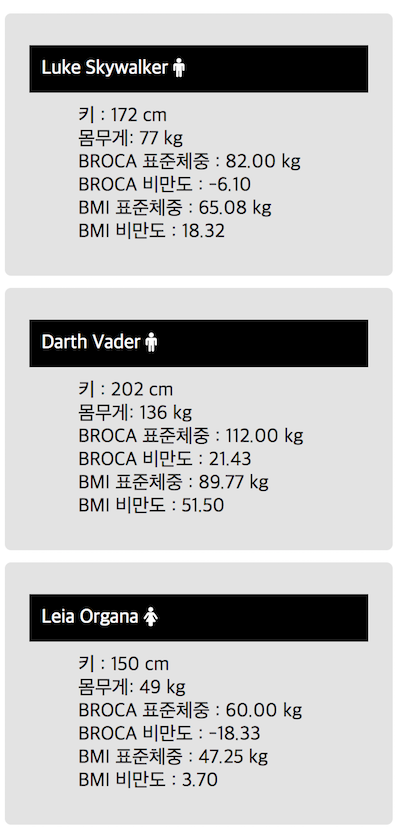 Luke Skywalker
키 : 172 cm
몸무게: 77 kg
BROCA 표준체중 : 82.00 kg
BROCA 비만도 : -6.10
BMI 표준체중 : 65.08 kg
BMI 비만도 : 18.32
Darth Vader
키 : 202 cm
몸무게: 136 kg
BROCA 표준체중 : 112.00 kg
BROCA 비만도 : 21.43
BMI 표준체중 : 89.77 kg
BMI 비만도 : 51.50
Leia Organa
키 : 150 cm
몸무게: 49 kg
BROCA 표준체중 : 60.00 kg
BROCA 비만도 : -18.33
BMI 표준체중 : 47.25 kg
BMI 비만도 : 3.70